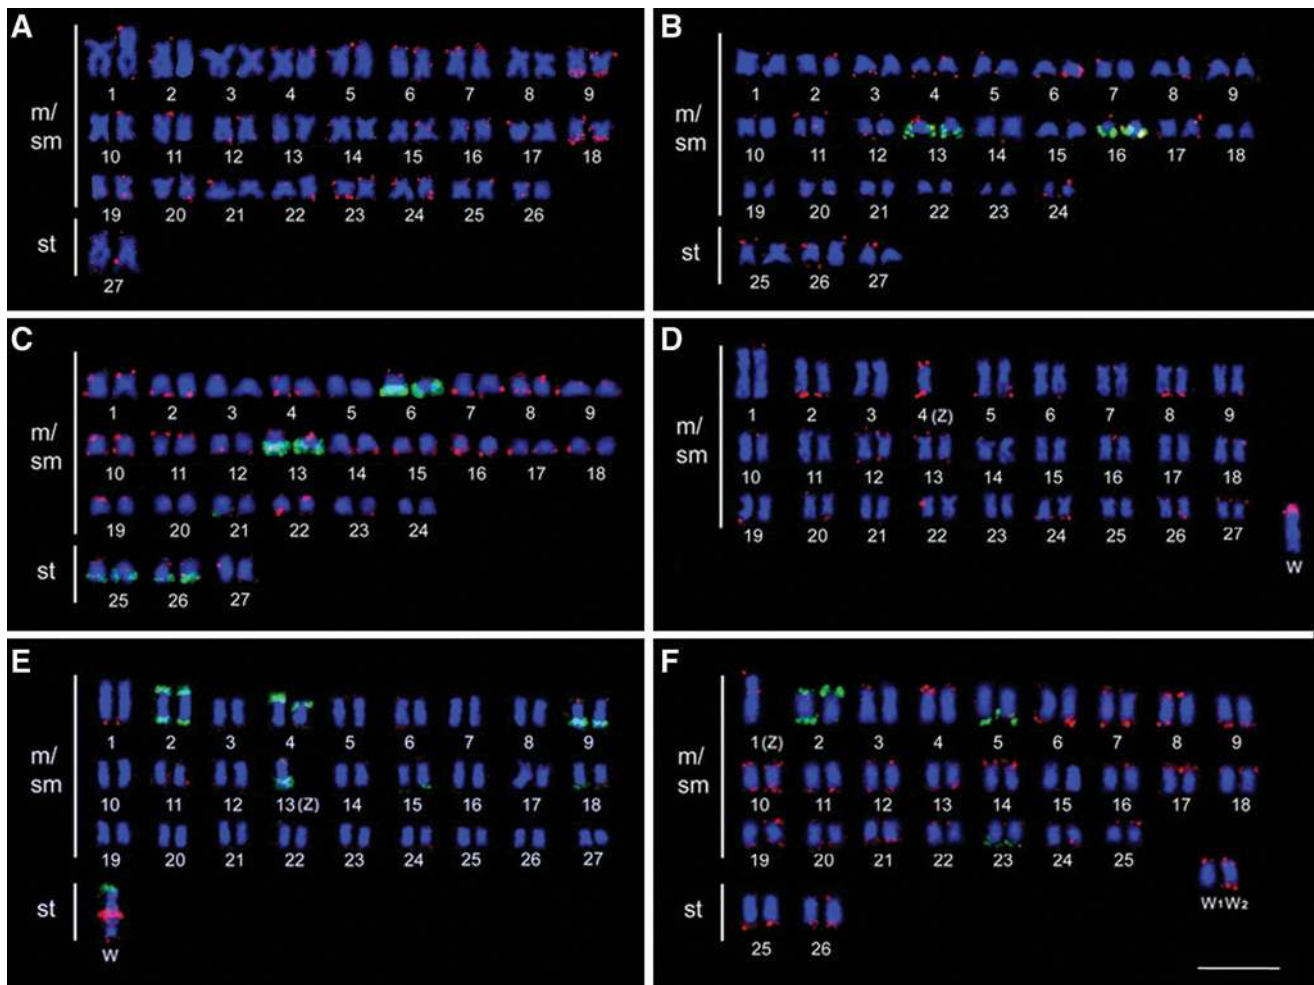 A
1 2 3 4 5 6 7 8 9
m/
sm
10 11 12 13 14 15 16 17 18
19 20 21 22 23 24 25 26
st
27
B
1 2 3 4 5 6 7 8 9
m/
sm
10 11 12 13 14 15 16 17 18
19 20 21 22 23 24
st
25 26 27
C
1 2 3 4 5 6 7 8 9
m/
sm
10 11 12 13 14 15 16 17 18
19 20 21 22 23 24
st
25 26 27
D
1 2 3 4 (Z) 5 6 7 8 9
m/
sm
10 11 12 13 14 15 16 17 18
19 20 21 22 23 24 25 26 27
W
E
1 2 3 4 5 6 7 8 9
m/
sm
10 11 12 13 (Z) 14 15 16 17 18
19 20 21 22 23 24 25 26 27
st
W
F
1 (Z) 2 3 4 5 6 7 8 9
m/
sm
10 11 12 13 14 15 16 17 18
19 20 21 22 23 24 25
W1 W2
st
25 26